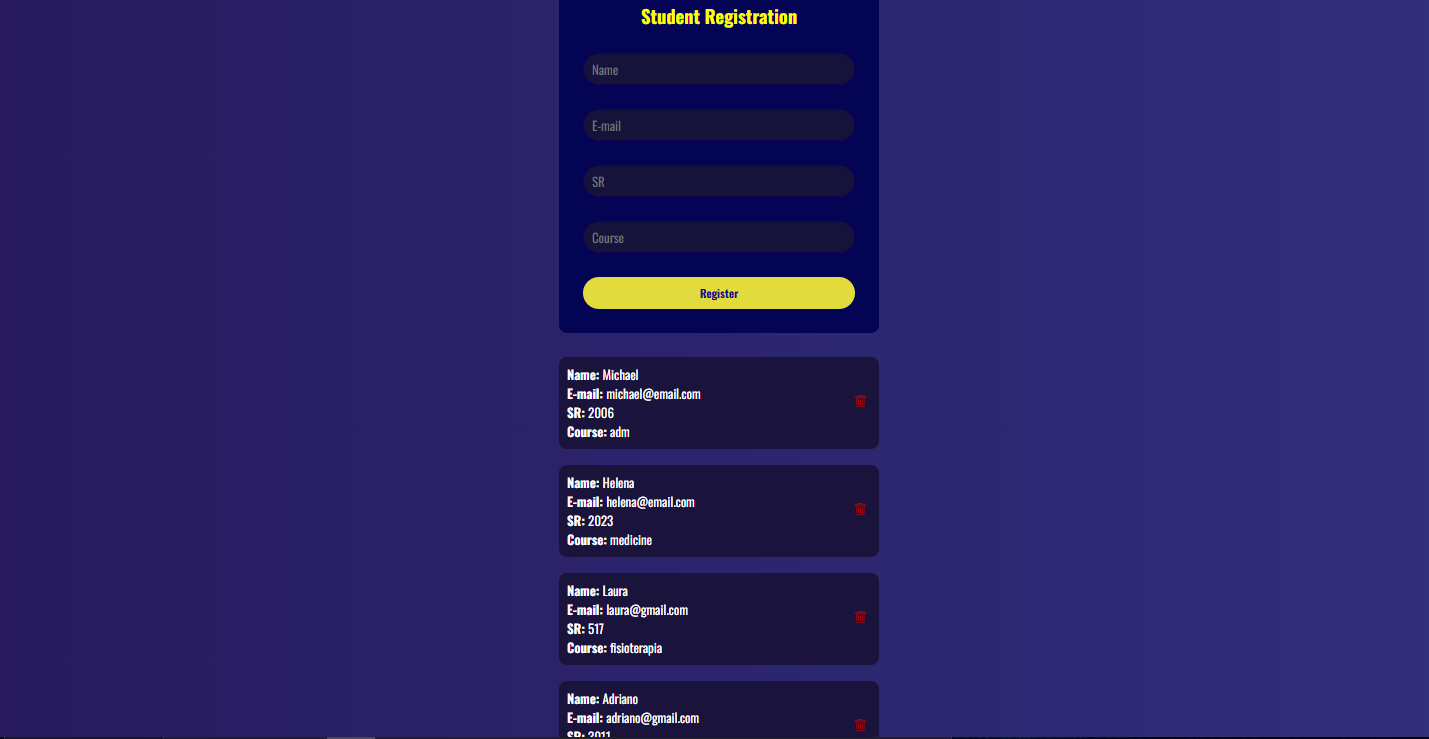 Student Registration
Name
E-mail
SR
Course
Register
Name: Michael
E-mail: michael@email.com
SR: 2006
Course: adm
Name: Helena
E-mail: helena@email.com
SR: 2023
Course: medicine
Name: Laura
E-mail: laura@gmail.com
SR: 517
Course: fisioterapia
Name: Adriano
E-mail: adriano@gmail.com
SR: 2011